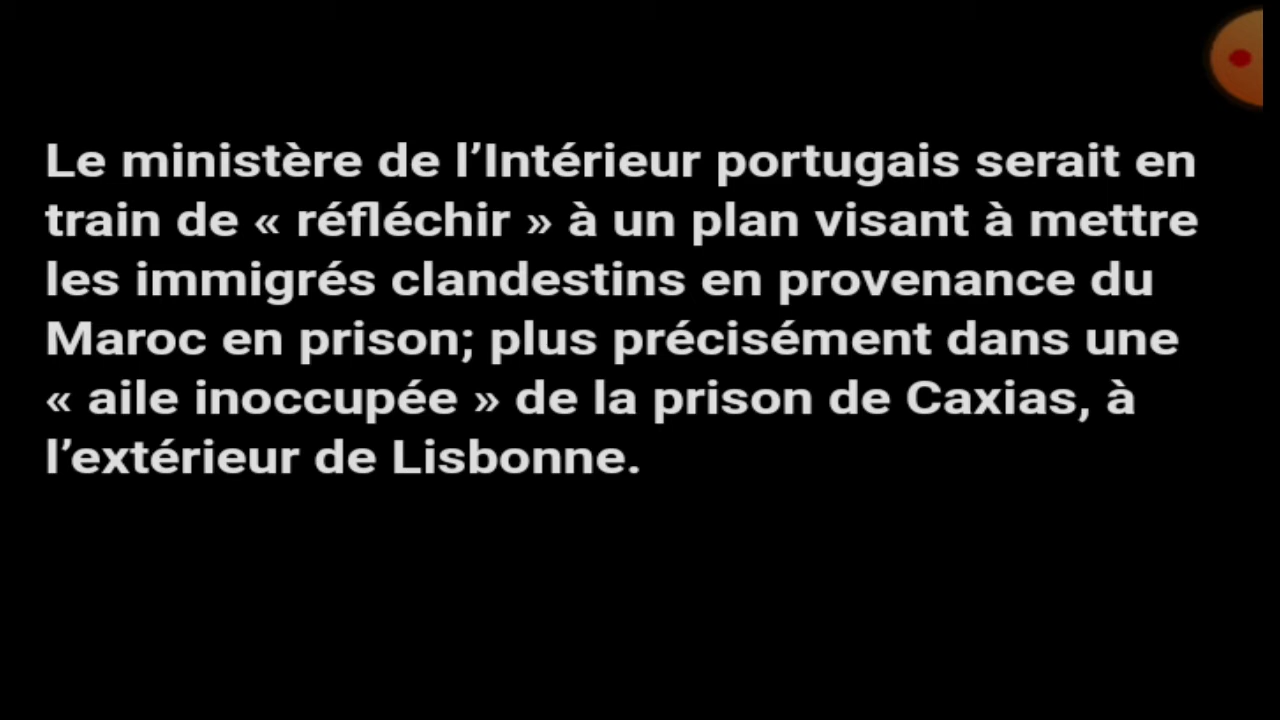 Le ministère de l’Intérieur portugais serait en
train de « réfléchir » à un plan visant à mettre
les immigrés clandestins en provenance du
Maroc en prison; plus précisément dans une
« aile inoccupée » de la prison de Caxias, à
l’extérieur de Lisbonne.